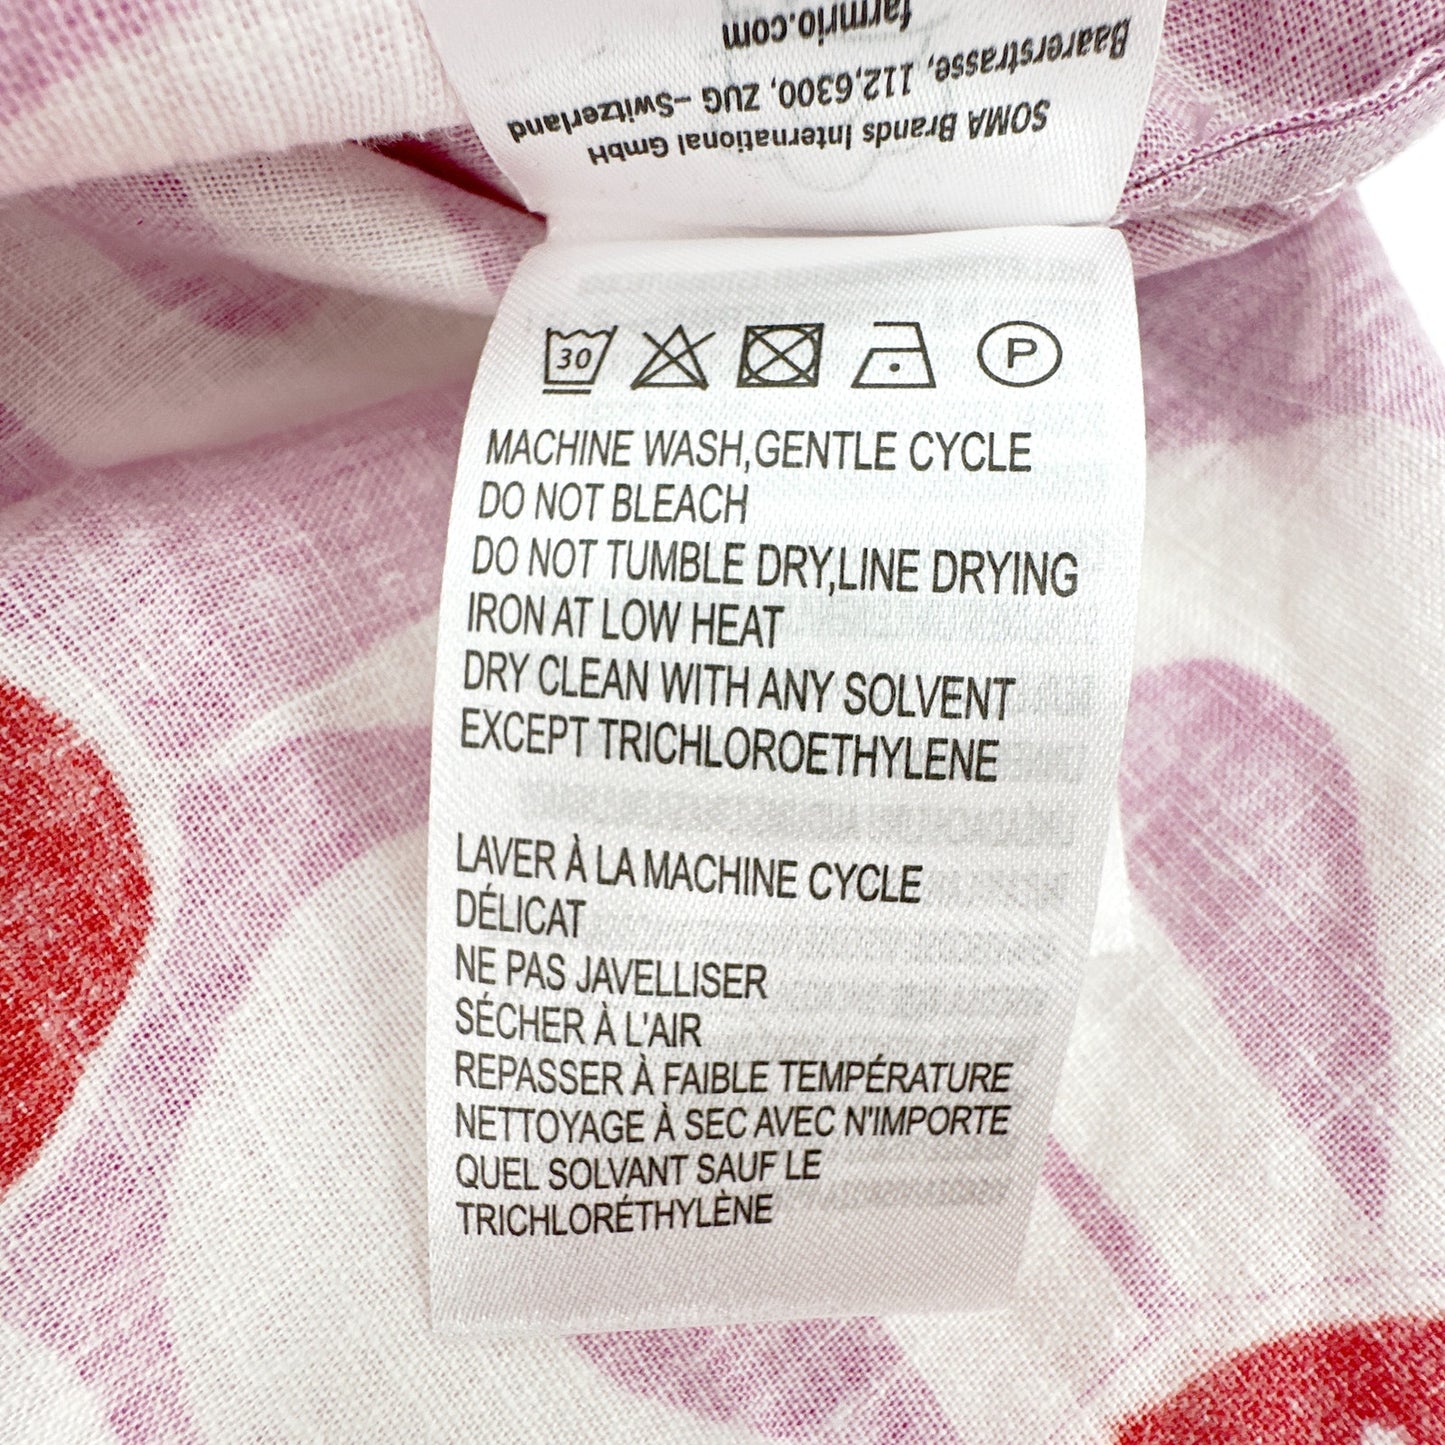 SOMA Brands International GmbH
Baarerstrasse, 112,6300, ZUG –Switzerland
farmrio.com
30 P
MACHINE WASH,GENTLE CYCLE
DO NOT BLEACH
DO NOT TUMBLE DRY,LINE DRYING
IRON AT LOW HEAT
DRY CLEAN WITH ANY SOLVENT
EXCEPT TRICHLOROETHYLENE
LAVER À LA MACHINE CYCLE
DÉLICAT
NE PAS JAVELLISER
SÉCHER À L'AIR
REPASSER À FAIBLE TEMPÉRATURE
NETTOYAGE À SEC AVEC N"IMPORTE
QUEL SOLVANT SAUF LE
TRICHLORÉTHYLÈNE